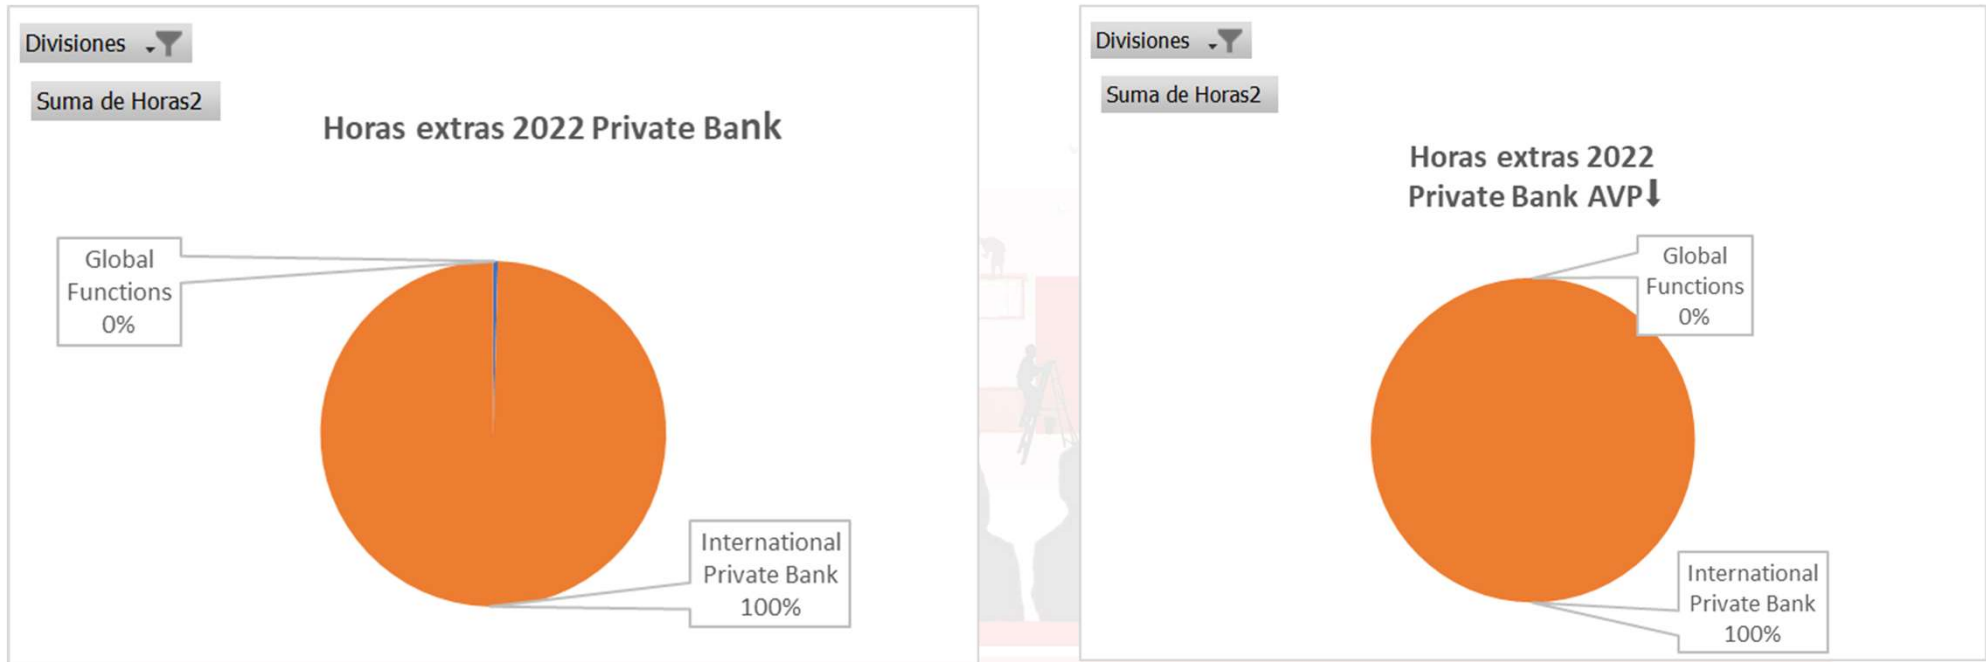 Divisiones
Suma de Horas2
Horas extras 2022 Private Bank
Global
Functions
0%
International
Private Bank
100%
Divisiones
Suma de Horas2
Horas extras 2022
Private Bank AVP⬇
Global
Functions
0%
International
Private Bank
100%